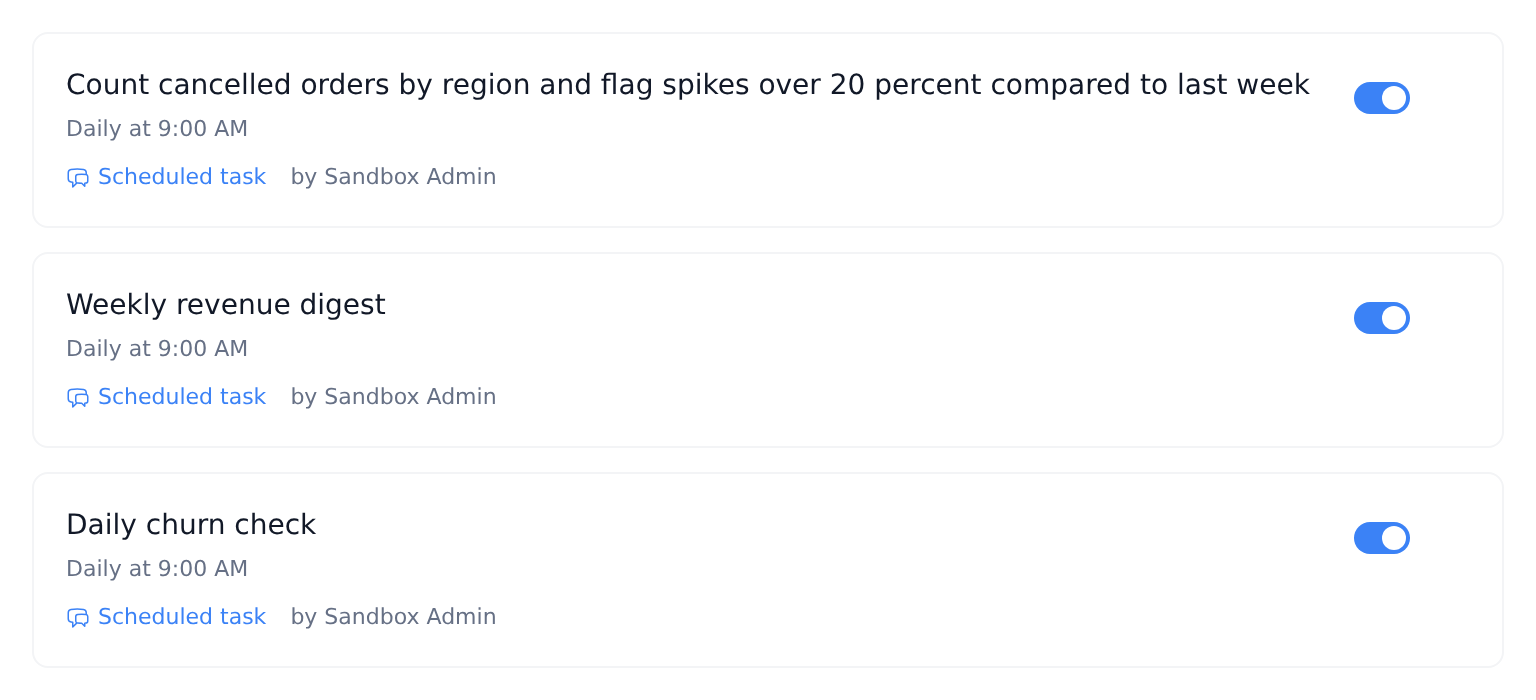 Count cancelled orders by region and flag spikes over 20 percent compared to last week
Daily at 9:00 AM
Scheduled task by Sandbox Admin
Weekly revenue digest
Daily at 9:00 AM
Scheduled task by Sandbox Admin
Daily churn check
Daily at 9:00 AM
Scheduled task by Sandbox Admin